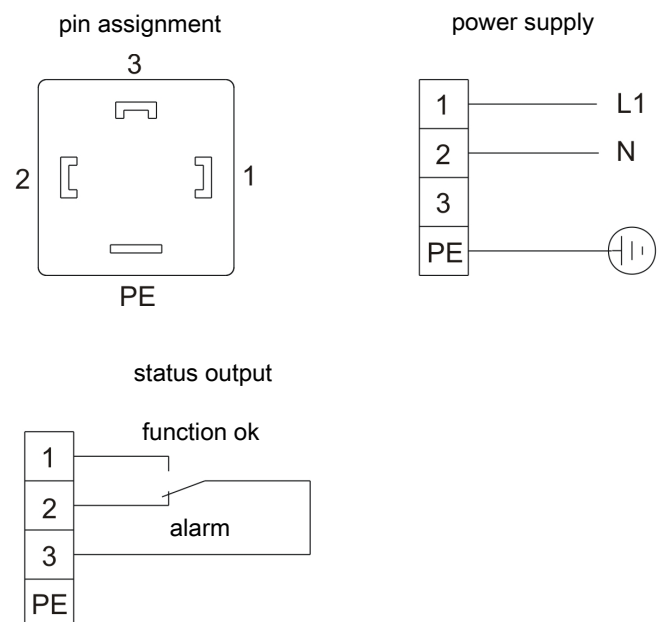 pin assignment
3
2
1
PE
power supply
1
L1
2
N
3
PE
status output
function ok
1
2
alarm
3
PE